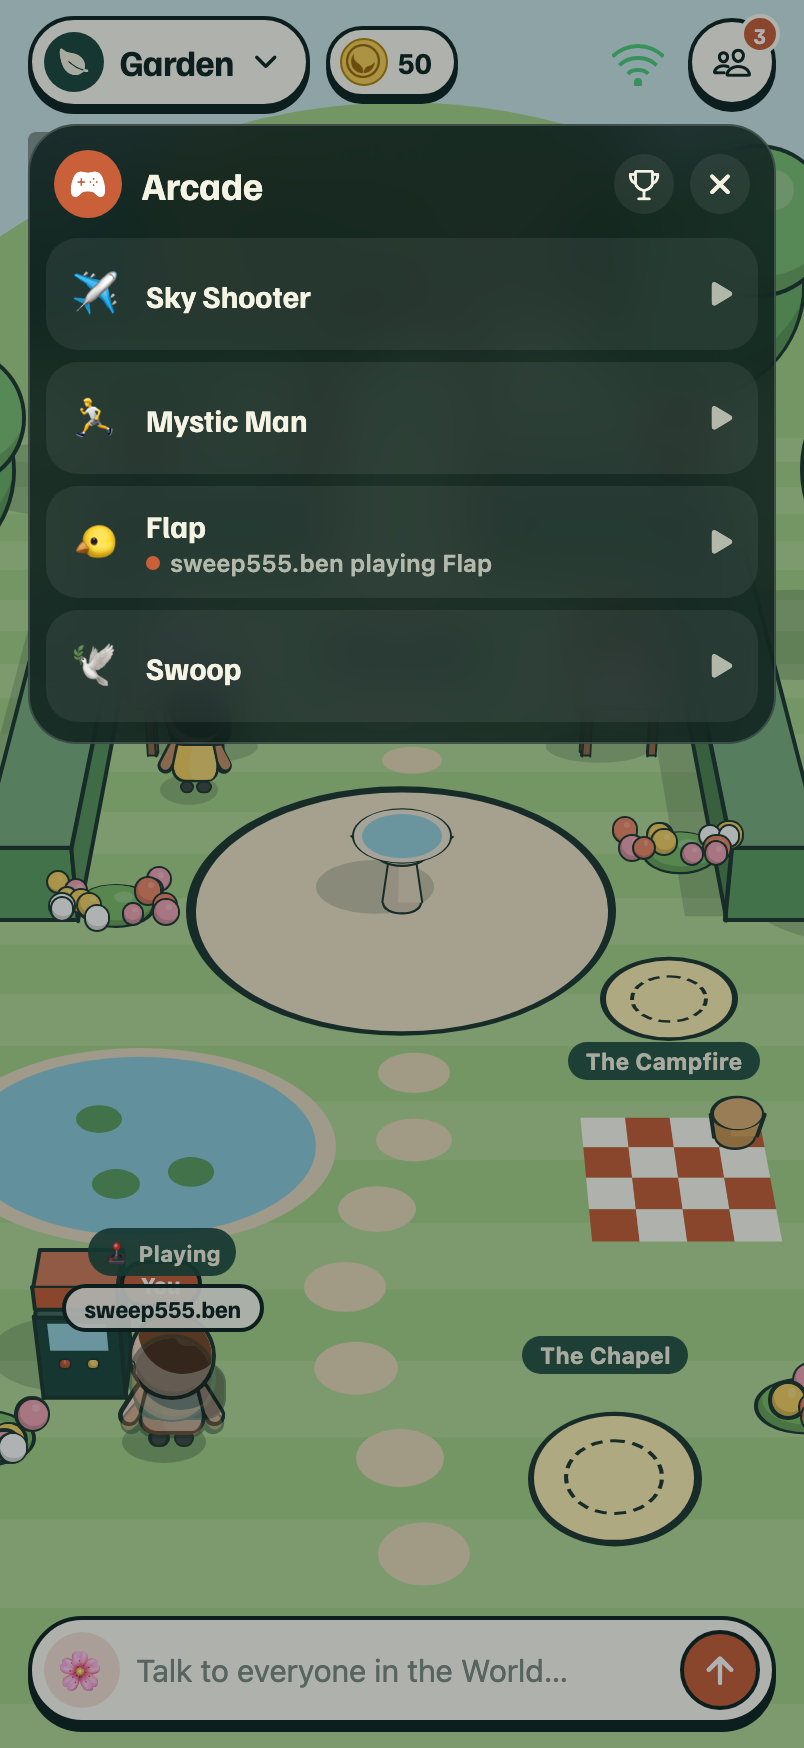 Garden
50
3
Arcade
Sky Shooter
Mystic Man
Flap
sweep555.ben playing Flap
Swoop
The Campfire
Playing
You
sweep555.ben
The Chapel
Talk to everyone in the World...